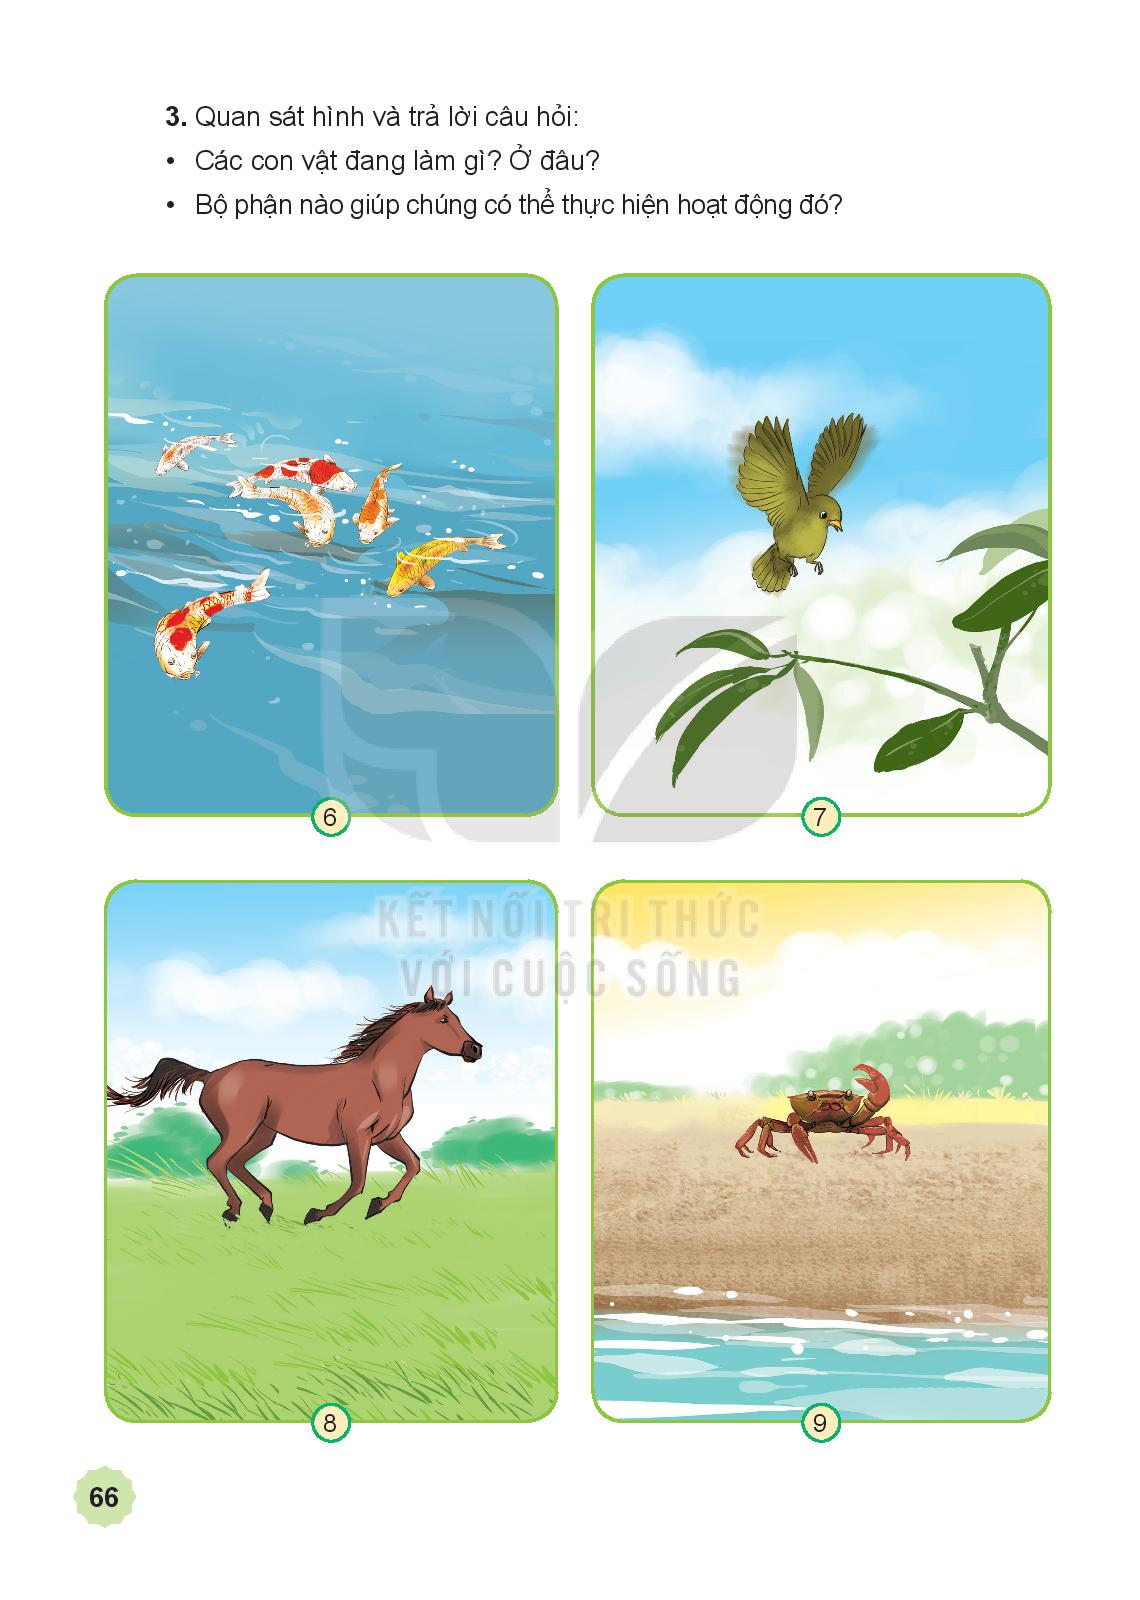 3. Quan sát hình và trả lời câu hỏi:
• Các con vật đang làm gì? Ở đâu?
• Bộ phận nào giúp chúng có thể thực hiện hoạt động đó?
6
7
KẾT NỐI TRI THỨC
VỚI CUỘC SỐNG
8
9
66